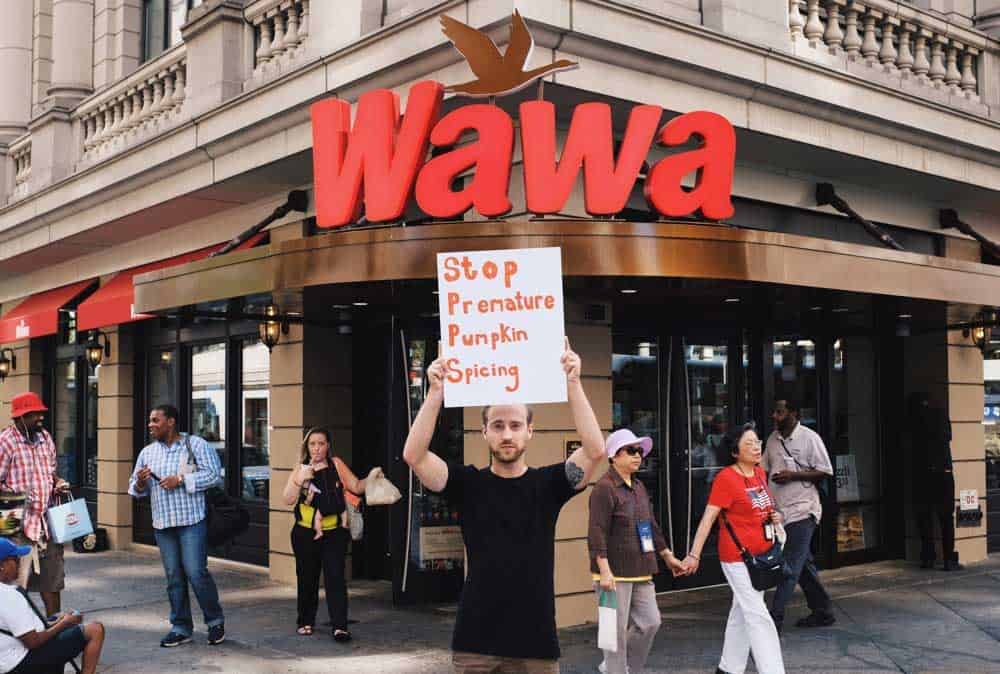 Wawa
Stop
Premature
Pumpkin
Spicing